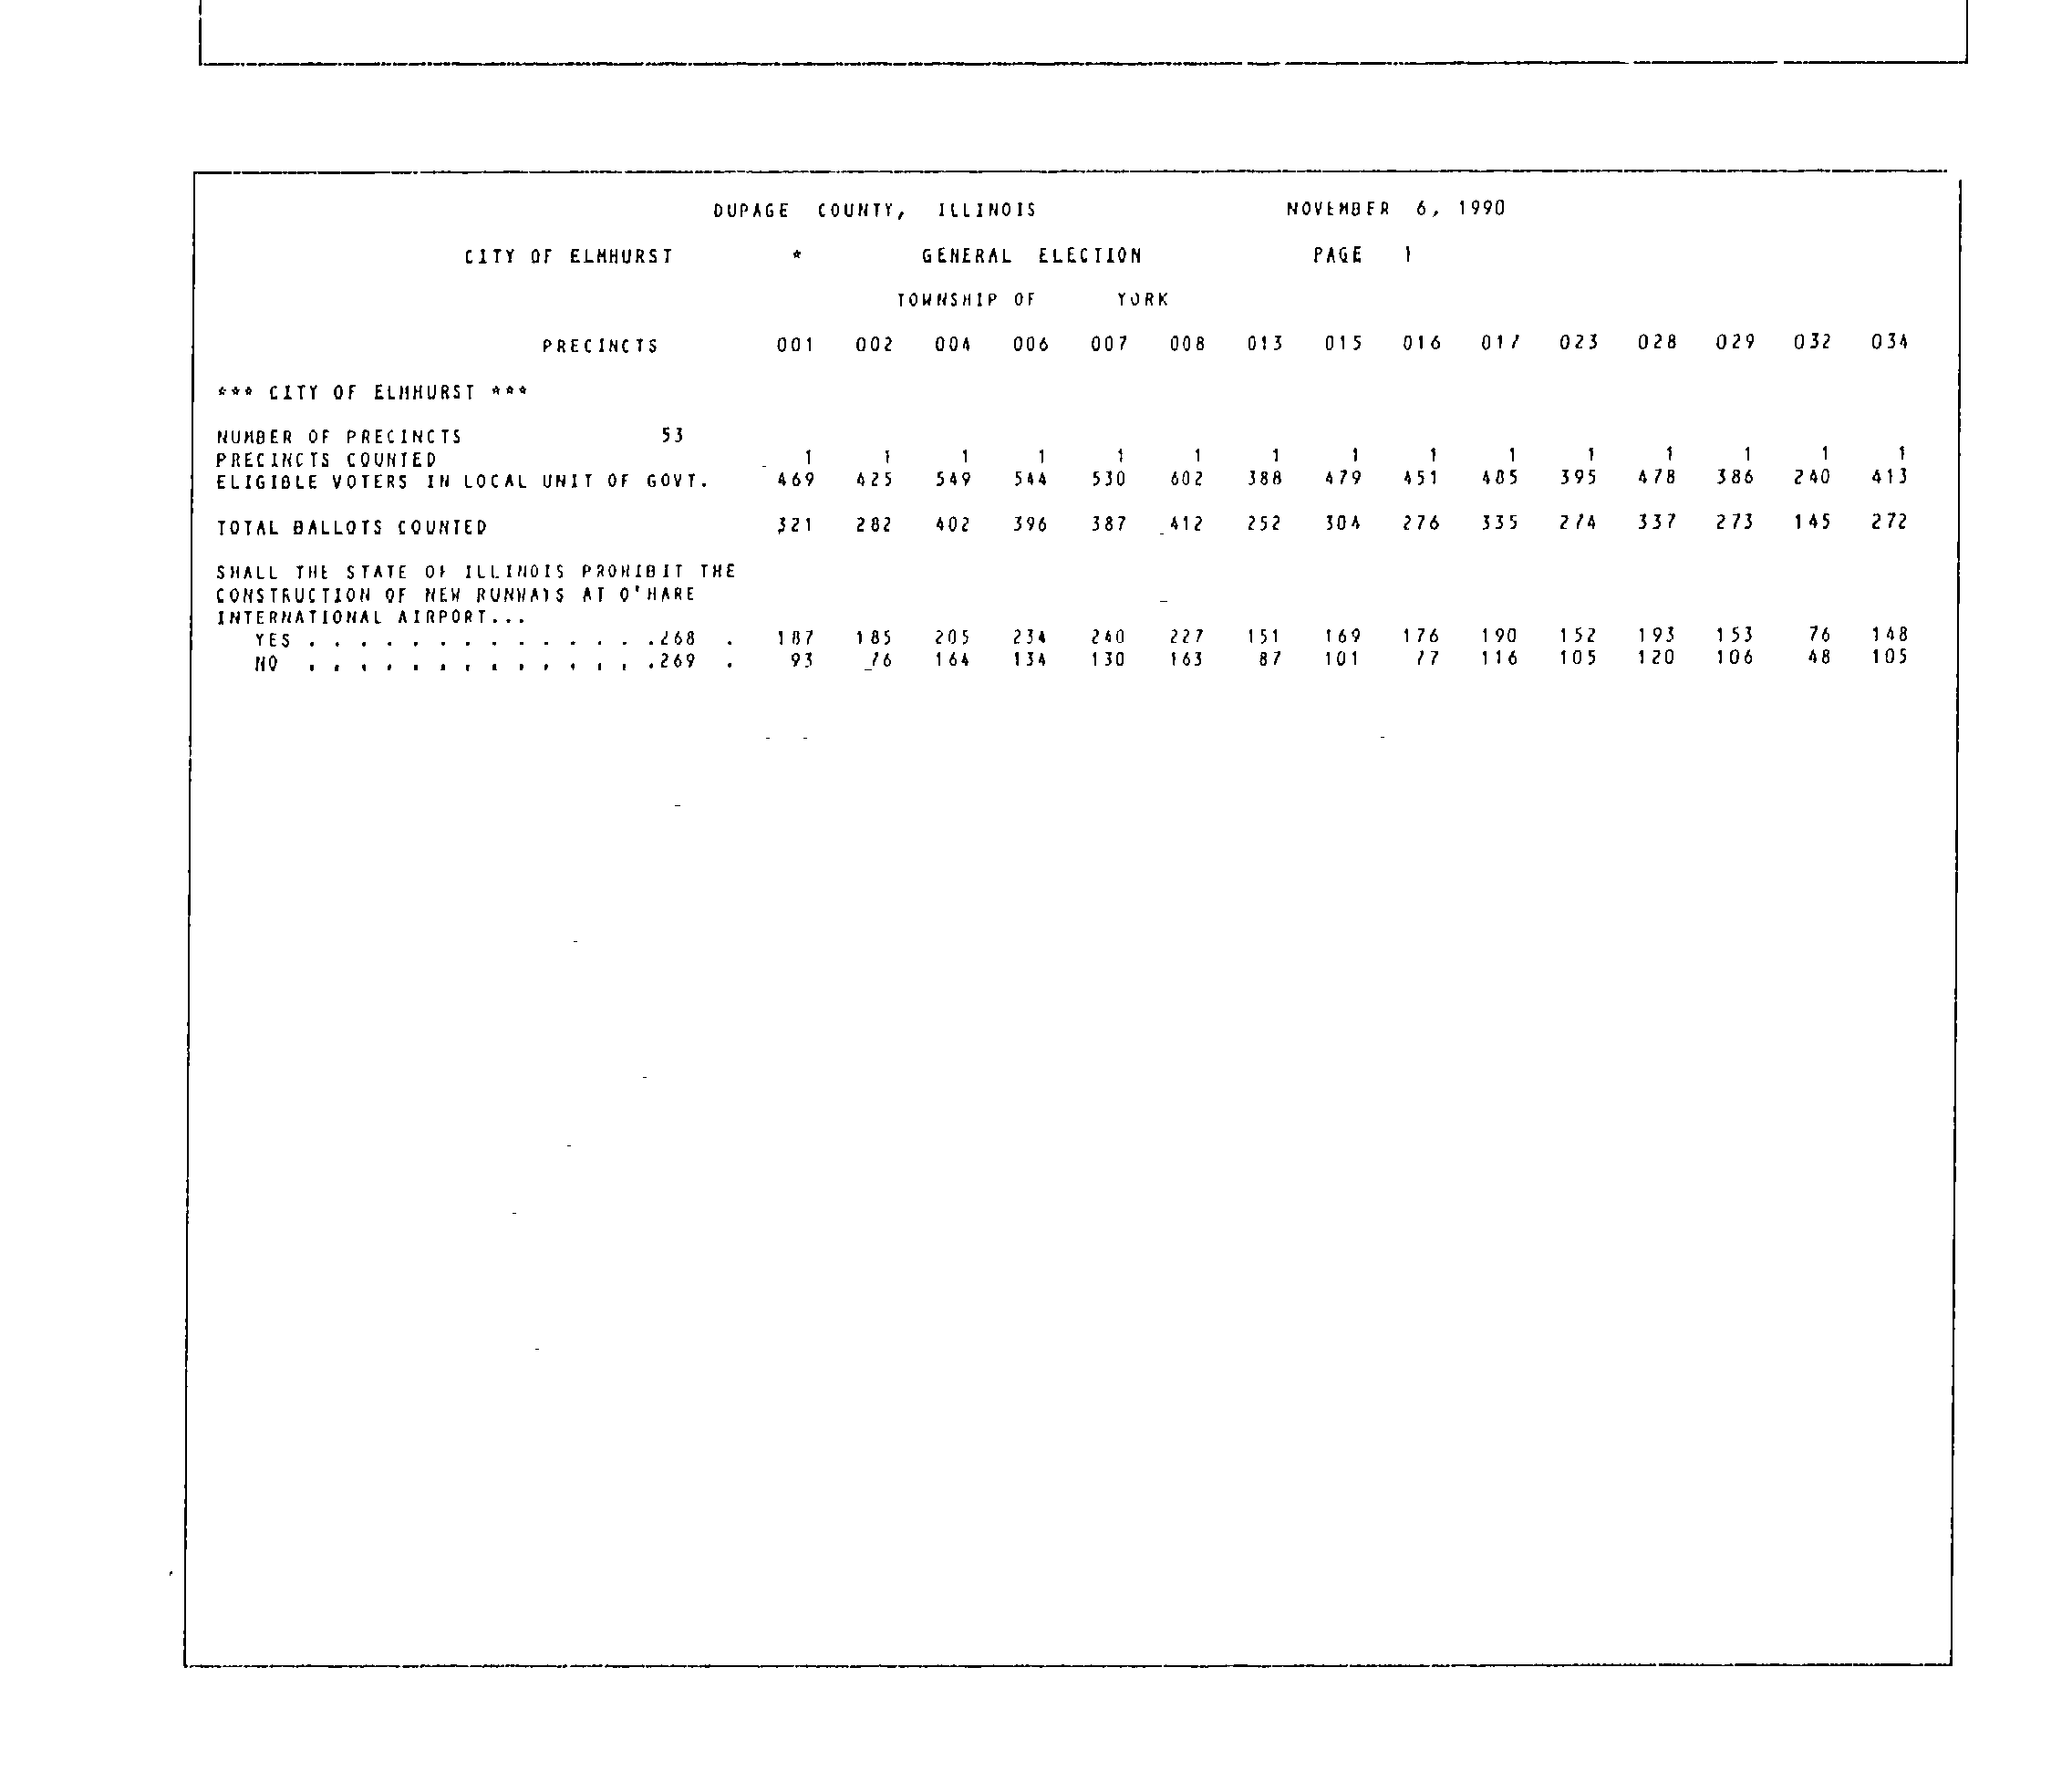 DUPAGE COUNTY, ILLINOIS NOVEMBER 6, 1990
CITY OF ELMHURST * GENERAL ELECTION PAGE 1
TOWNSHIP OF YORK
PRECINCTS 001 002 004 006 007 008 013 015 016 017 023 028 029 032 034
*** CITY OF ELMHURST ***
NUMBER OF PRECINCTS 53
PRECINCTS COUNTED 1 1 1 1 1 1 1 1 1 1 1 1 1 1 1
ELIGIBLE VOTERS IN LOCAL UNIT OF GOVT. 469 425 549 544 530 602 388 479 451 485 395 478 386 240 413
TOTAL BALLOTS COUNTED 321 282 402 396 387 412 252 304 276 335 274 337 273 145 272
SHALL THE STATE OF ILLINOIS PROHIBIT THE
CONSTRUCTION OF NEW RUNWAYS AT O'HARE
INTERNATIONAL AIRPORT...
YES . . . . . . . . . . . . . .268 . 187 185 205 234 240 227 151 169 176 190 152 193 153 76 148
NO . . . . . . . . . . . . . .269 . 93 76 164 134 130 163 87 101 77 116 105 120 106 48 105